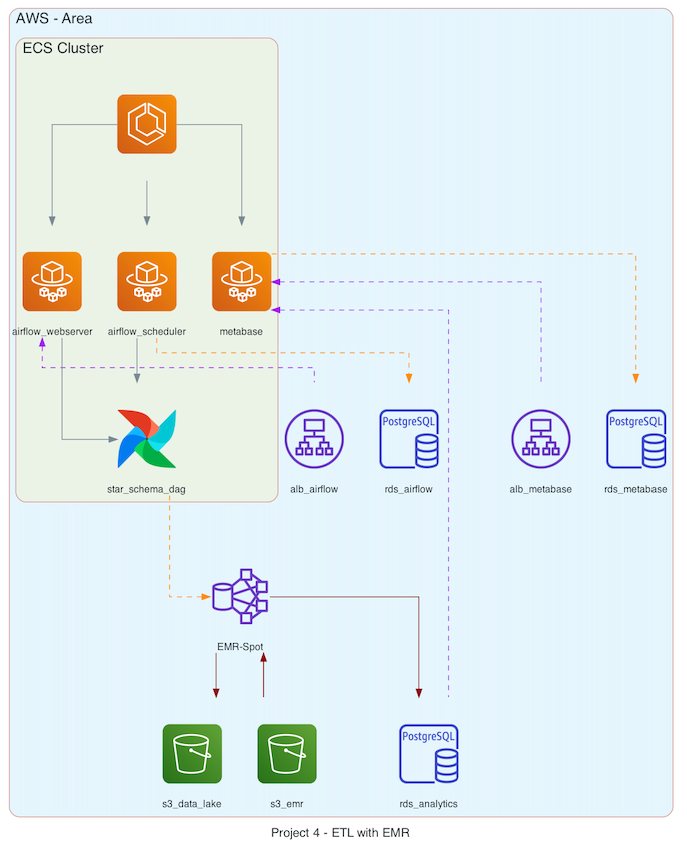 AWS - Area
ECS Cluster
airflow_webserver
airflow_scheduler
metabase
PostgreSQL
PostgreSQL
star_schema_dag
alb_airflow
rds_airflow
alb_metabase
rds_metabase
EMR-Spot
PostgreSQL
s3_data_lake
s3_emr
rds_analytics
Project 4 - ETL with EMR